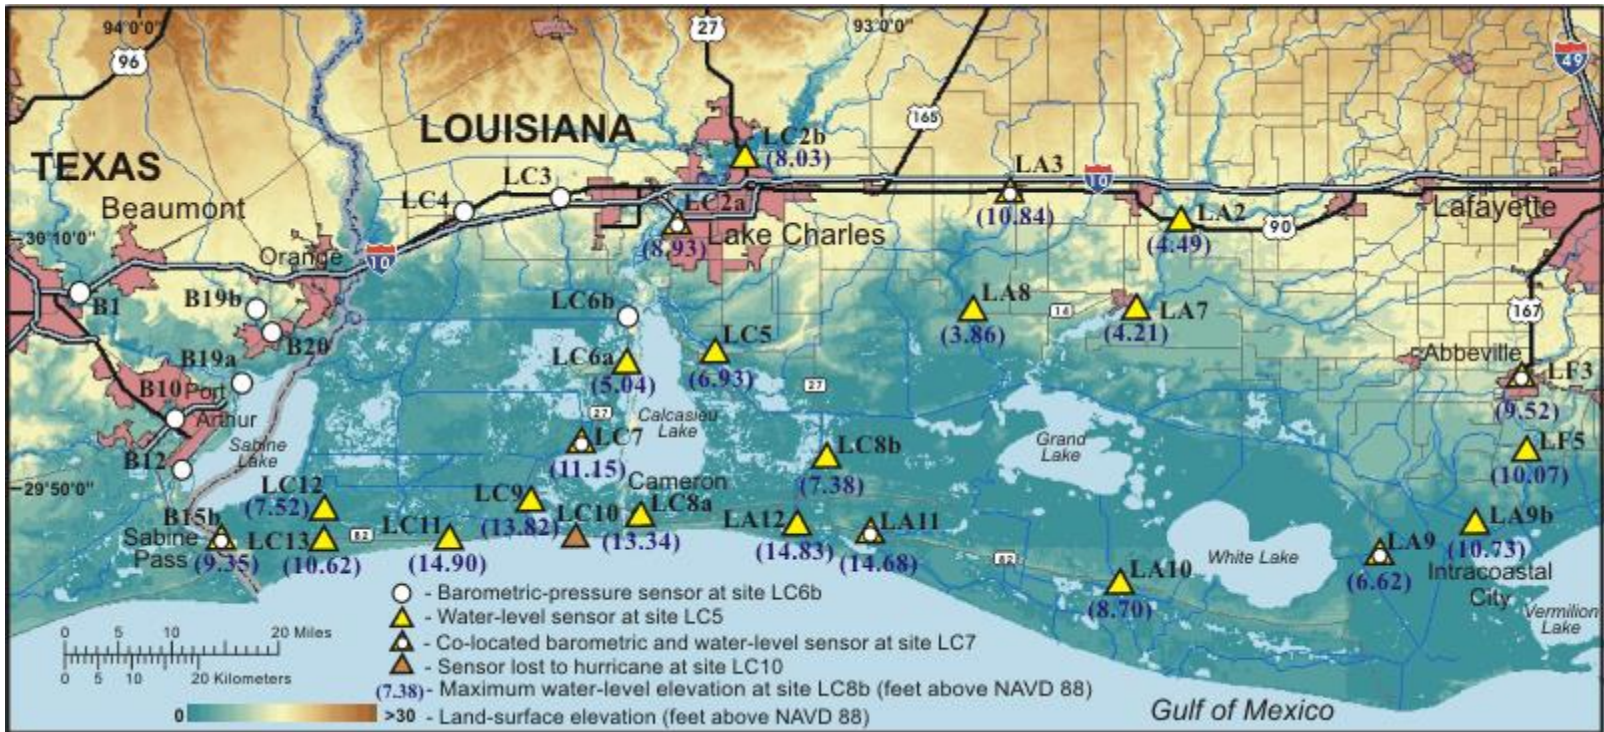 94°0'0"
27
93°0'0"
96
49
165
LOUISIANA
LC2b
(8.03)
TEXAS
LA3
10
LC3
LC4
LC2a
(10.84)
Beaumont
LA2
Lafayette
90
30°10'0"
(8.93)
Lake Charles
(4.49)
Orange
10
B1
B19b
LC6b
LA8
16
LA7
167
B20
(3.86)
(4.21)
LC5
B19a
LC6a
Abbeville
(5.04)
(6.93)
LF3
B10
Port
Arthur
27
27
Calcasieu
Lake
(9.52)
Sabine
Lake
LC7
LC8b
Grand
Lake
LF5
B12
(11.15)
(7.38)
(10.07)
29°50'0"
LC12
(7.52)
LC9
Cameron
B15b
(13.82)
LC10
LC8a
LA12
LA11
LA9b
Sabine
Pass
LC13
82
LC11
(13.34)
(14.83)
(14.68)
82
White Lake
LA9
(10.73)
(9.35)
(10.62)
(14.90)
LA10
(6.62)
Intracoastal
City
(8.70)
Vermilion
Lake
- Barometric-pressure sensor at site LC6b
- Water-level sensor at site LC5
- Co-located barometric and water-level sensor at site LC7
- Sensor lost to hurricane at site LC10
(7.38)- Maximum water-level elevation at site LC8b (feet above NAVD 88)
0 >30 - Land-surface elevation (feet above NAVD 88)
0 5 10 20 Miles
0 5 10 20 Kilometers
Gulf of Mexico